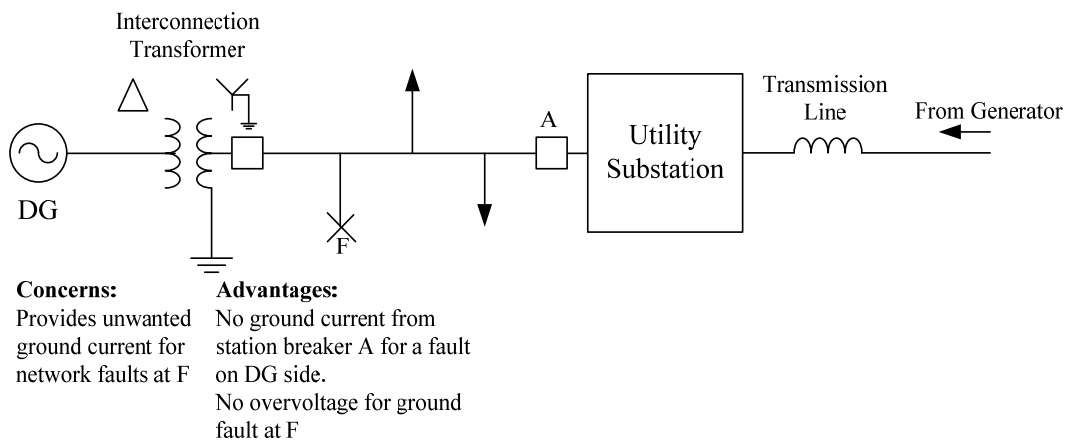 Interconnection
Transformer
A
Transmission
Line
From Generator
Utility
Substation
DG
F
Concerns:
Provides unwanted
ground current for
network faults at F
Advantages:
No ground current from
station breaker A for a fault
on DG side.
No overvoltage for ground
fault at F